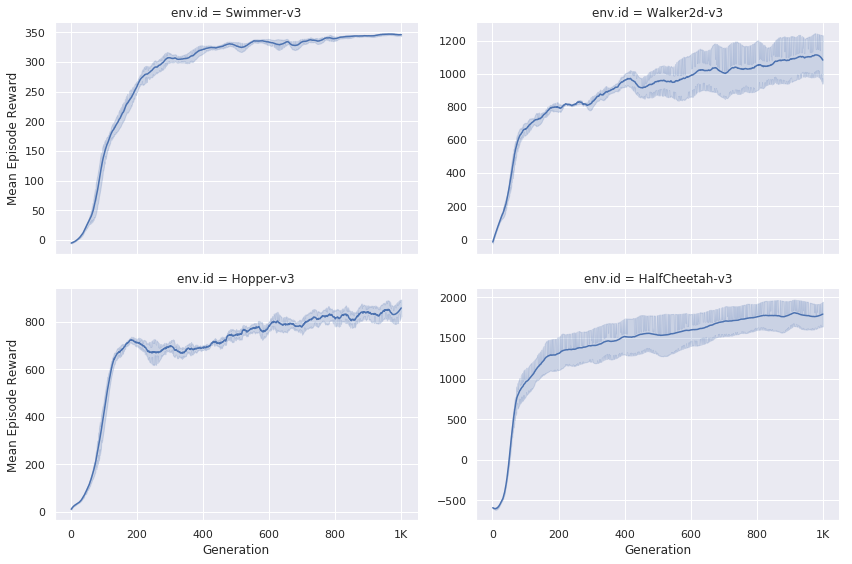 env.id = Swimmer-v3
350
300
250
200
150
100
50
0
Mean Episode Reward
env.id = Walker2d-v3
1200
1000
800
600
400
200
0
env.id = Hopper-v3
800
600
400
200
0
Mean Episode Reward
0 200 400 600 800 1K
Generation
env.id = HalfCheetah-v3
2000
1500
1000
500
0
−500
0 200 400 600 800 1K
Generation